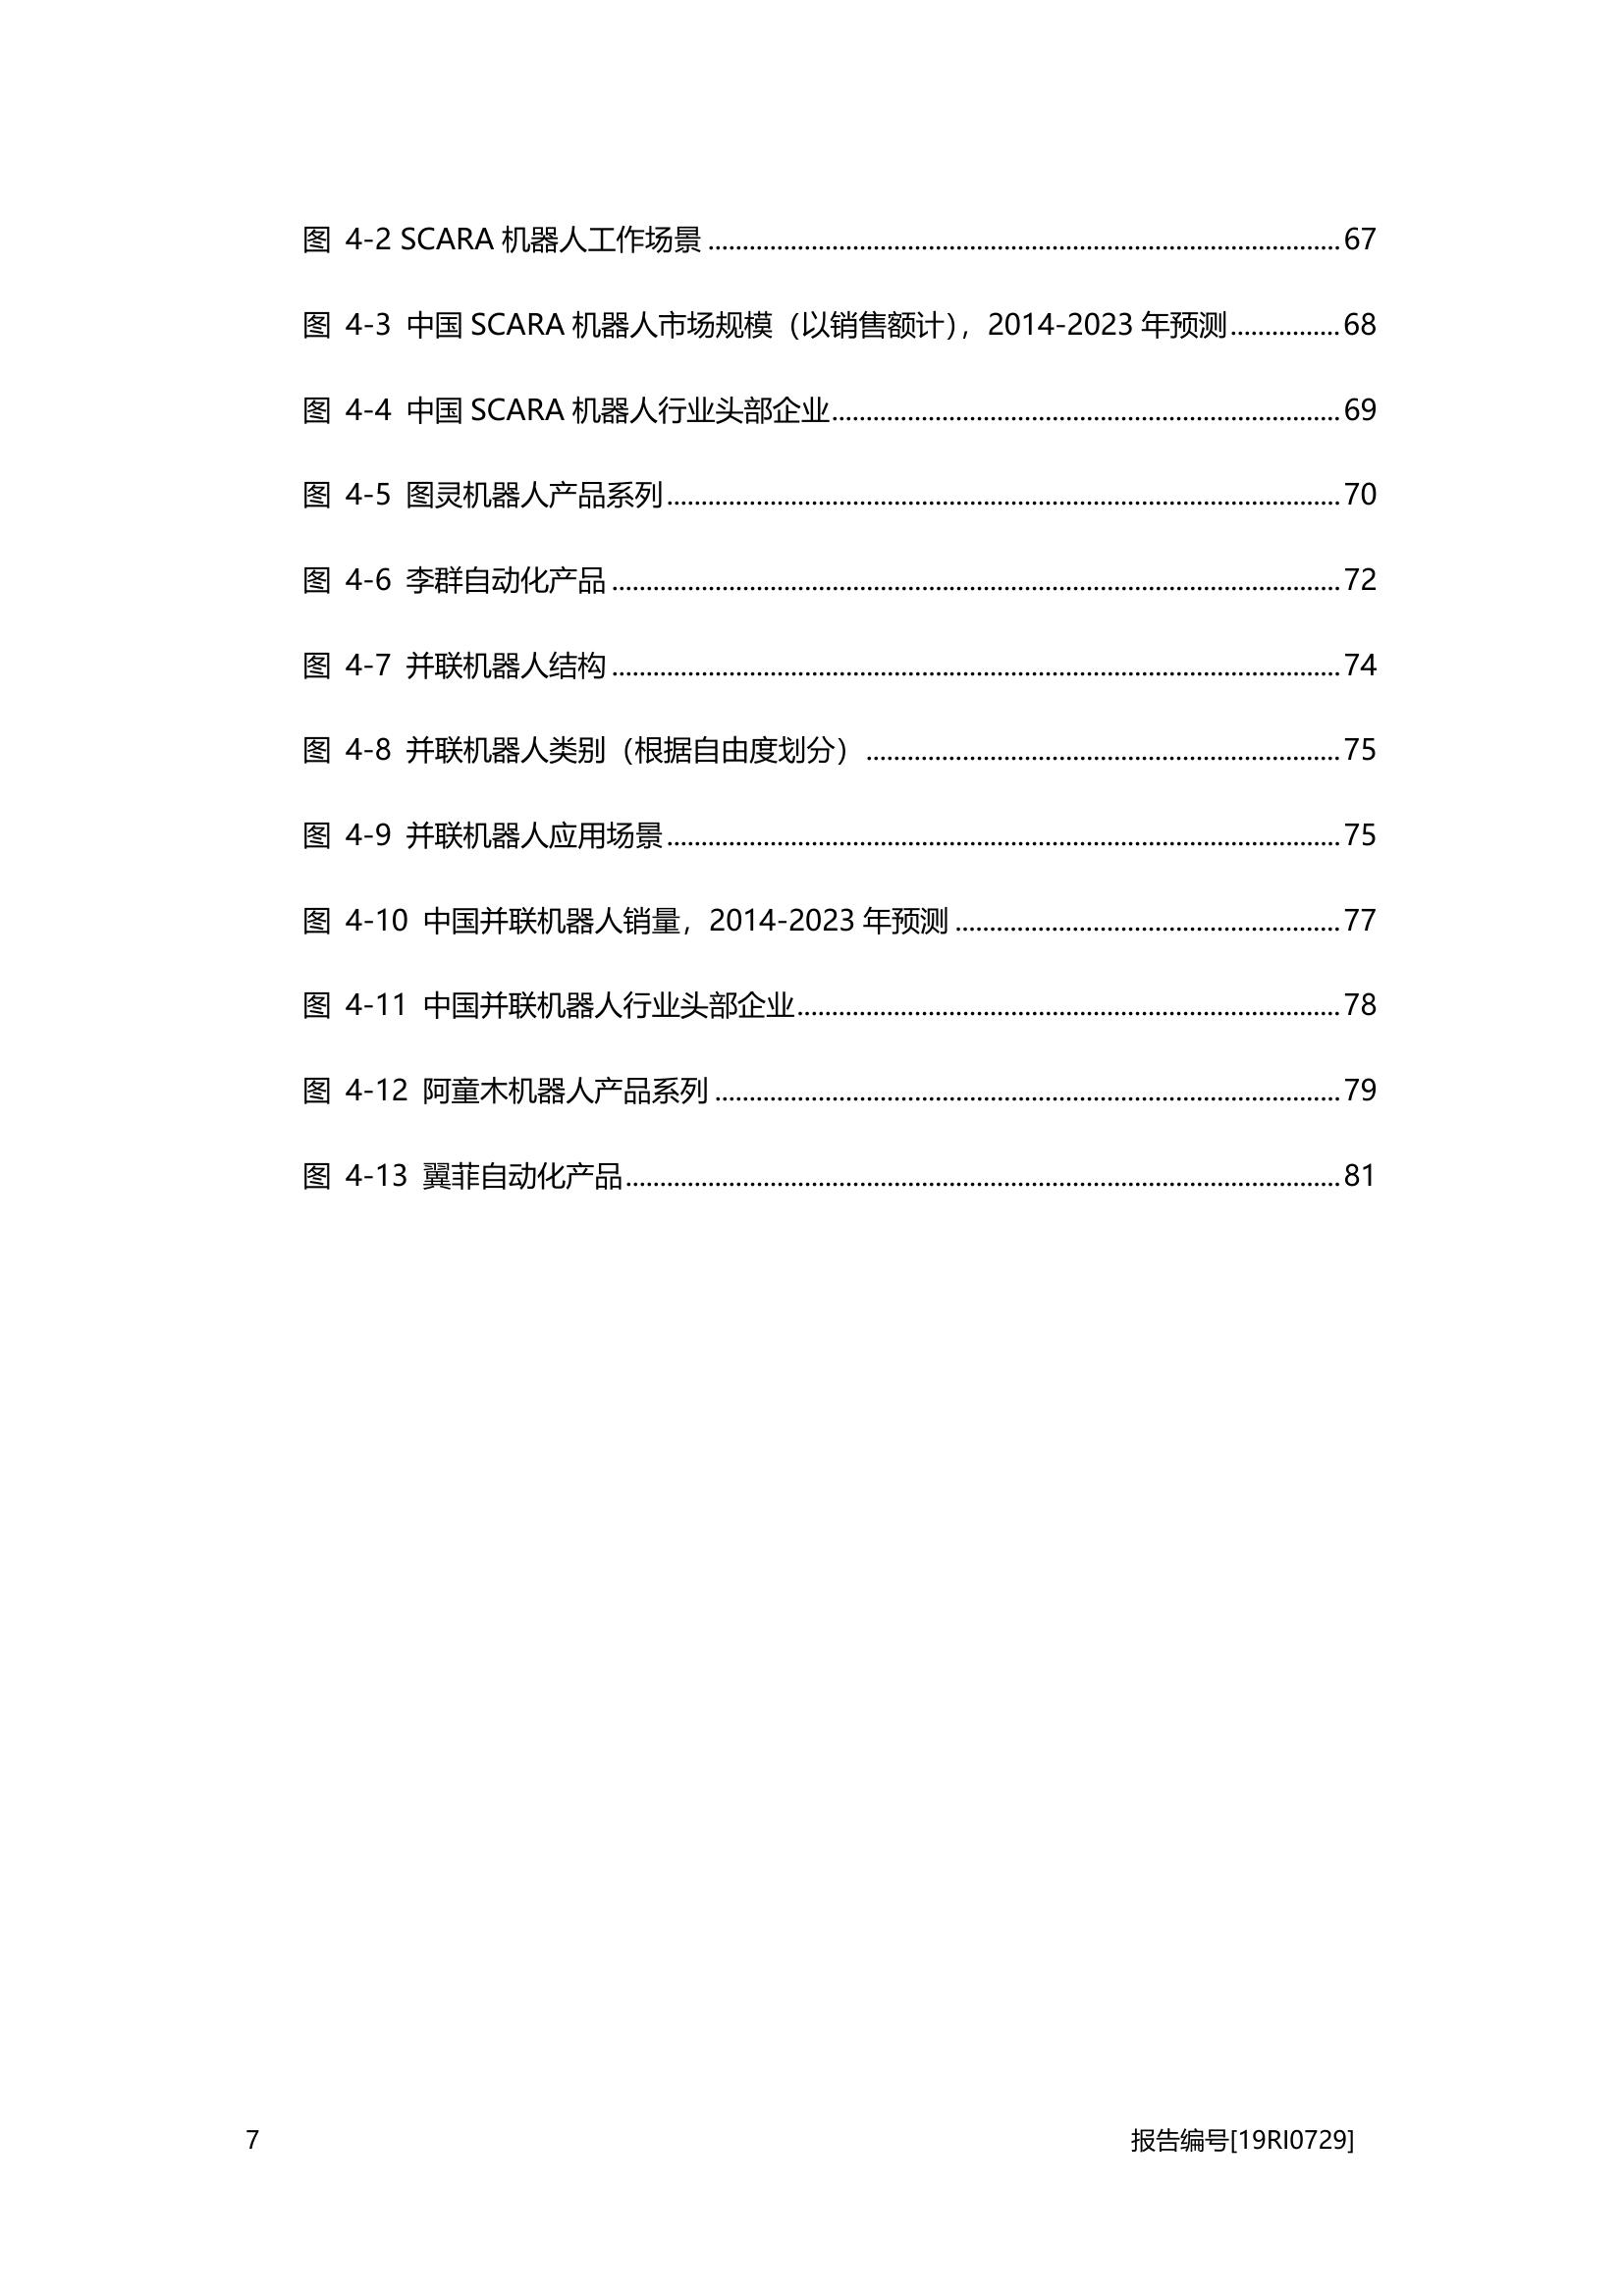 图 4-2 SCARA 机器人工作场景 ........ 67
图 4-3 中国 SCARA 机器人市场规模（以销售额计），2014-2023 年预测 ........ 68
图 4-4 中国 SCARA 机器人行业头部企业 ........ 69
图 4-5 图灵机器人产品系列 ........ 70
图 4-6 李群自动化产品 ........ 72
图 4-7 并联机器人结构 ........ 74
图 4-8 并联机器人类别（根据自由度划分） ........ 75
图 4-9 并联机器人应用场景 ........ 75
图 4-10 中国并联机器人销量，2014-2023 年预测 ........ 77
图 4-11 中国并联机器人行业头部企业 ........ 78
图 4-12 阿童木机器人产品系列 ........ 79
图 4-13 翼菲自动化产品 ........ 81
7 报告编号[19RI0729]